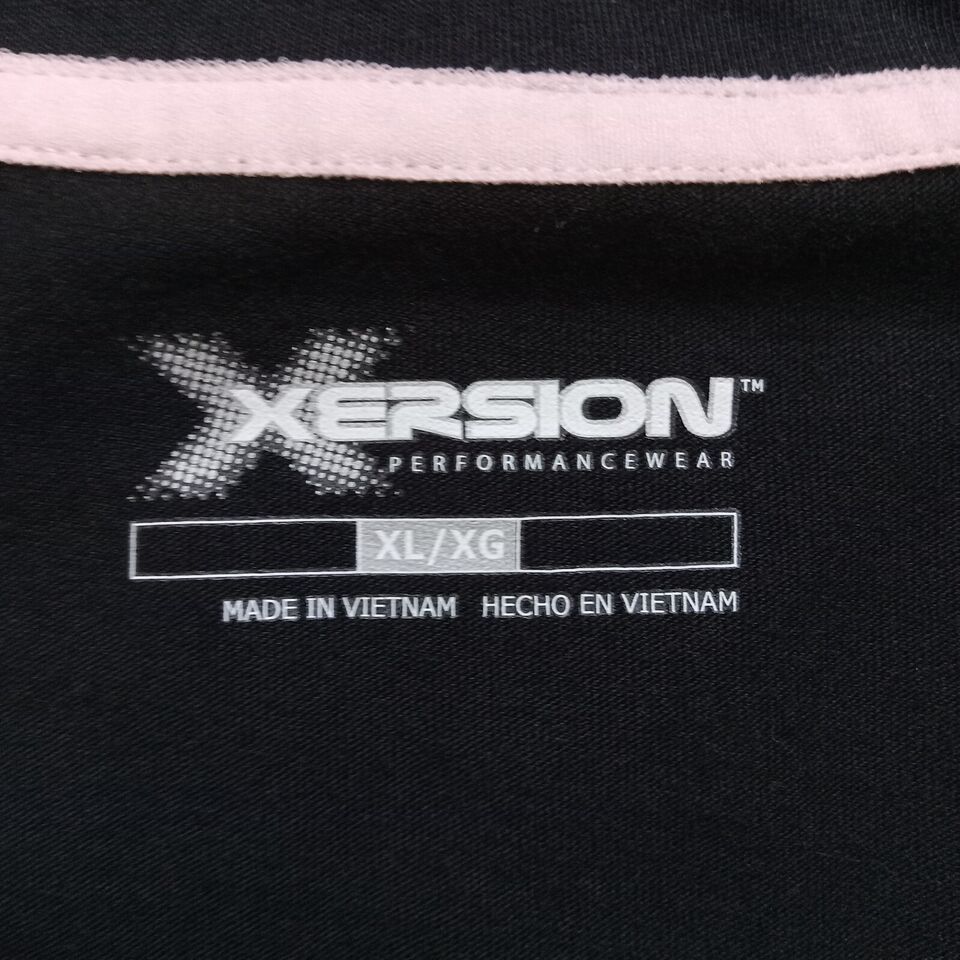 XERSION™
PERFORMANCEWEAR
XL/XG
MADE IN VIETNAM HECHO EN VIETNAM